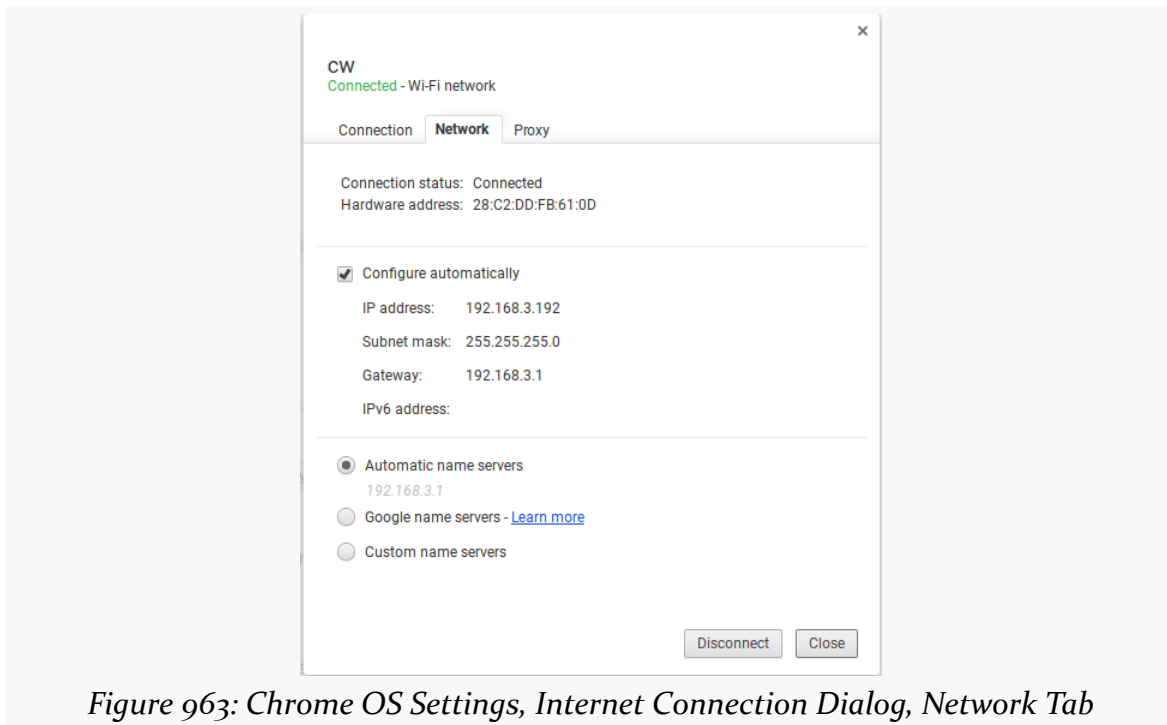 ×
CW
Connected - Wi-Fi network
Connection Network Proxy
Connection status: Connected
Hardware address: 28:C2:DD:FB:61:0D
Configure automatically
IP address: 192.168.3.192
Subnet mask: 255.255.255.0
Gateway: 192.168.3.1
IPv6 address:
Automatic name servers
192.168.3.1
Google name servers - Learn more
Custom name servers
Disconnect Close
Figure 963: Chrome OS Settings, Internet Connection Dialog, Network Tab